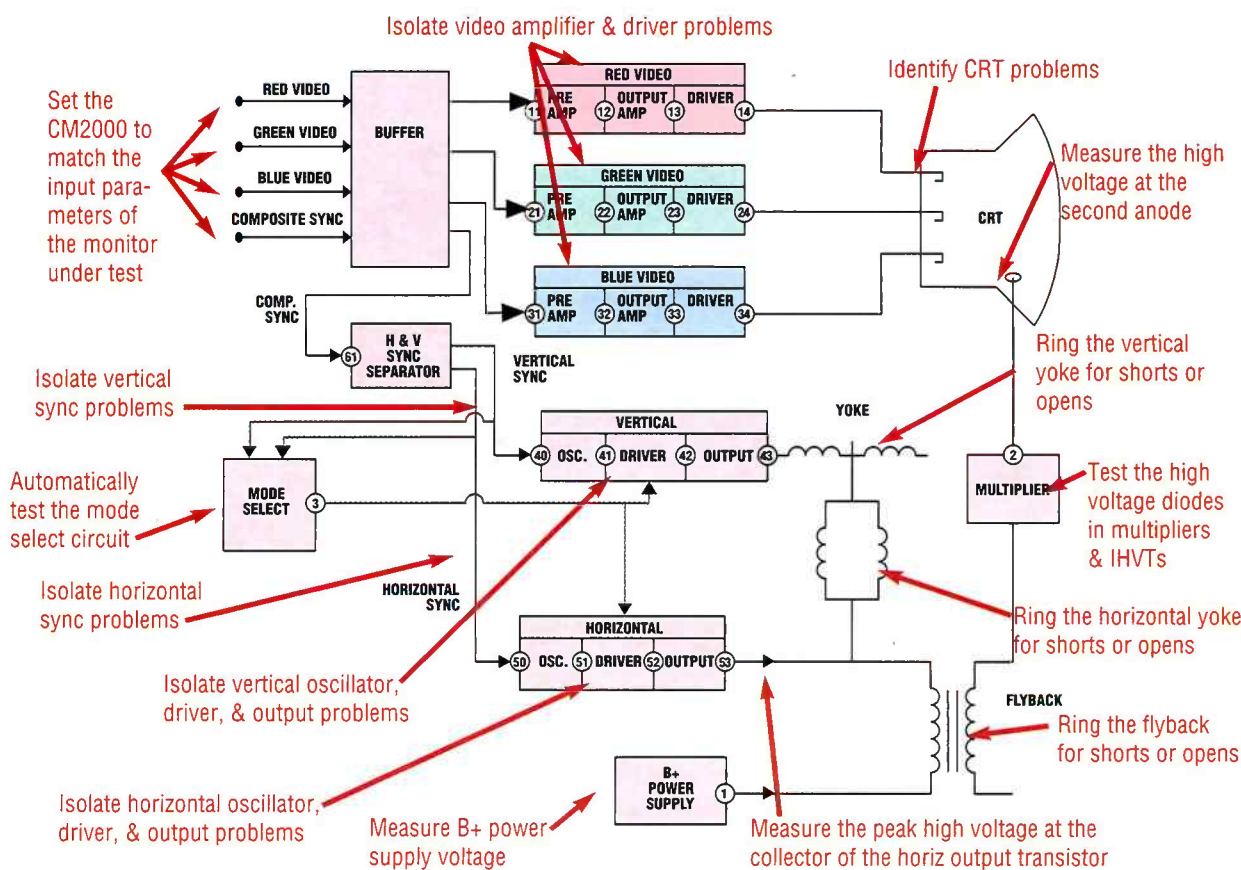 Isolate video amplifier & driver problems
Set the
CM2000 to
match the
input para-
meters of
the monitor
under test
RED VIDEO
GREEN VIDEO
BLUE VIDEO
COMPOSITE SYNC
BUFFER
RED VIDEO
11 PRE AMP 12 OUTPUT AMP 13 DRIVER 14
GREEN VIDEO
21 PRE AMP 22 OUTPUT AMP 23 DRIVER 24
BLUE VIDEO
31 PRE AMP 32 OUTPUT AMP 33 DRIVER 34
Identify CRT problems
CRT
Measure the high
voltage at the
second anode
COMP.
SYNC
61
H & V
SYNC
SEPARATOR
VERTICAL
SYNC
Isolate vertical
sync problems
Ring the vertical
yoke for shorts or
opens
YOKE
VERTICAL
40 OSC. 41 DRIVER 42 OUTPUT 43
Automatically
test the mode
select circuit
MODE
SELECT
3
2
MULTIPLIER
Test the high
voltage diodes
in multipliers
& IHVTs
Isolate horizontal
sync problems
HORIZONTAL
SYNC
HORIZONTAL
50 OSC. 51 DRIVER 52 OUTPUT 53
Ring the horizontal yoke
for shorts or opens
Isolate vertical oscillator,
driver, & output problems
FLYBACK
Ring the flyback
for shorts or opens
Isolate horizontal oscillator,
driver, & output problems
B+
POWER
SUPPLY
1
Measure B+ power
supply voltage
Measure the peak high voltage at the
collector of the horiz output transistor